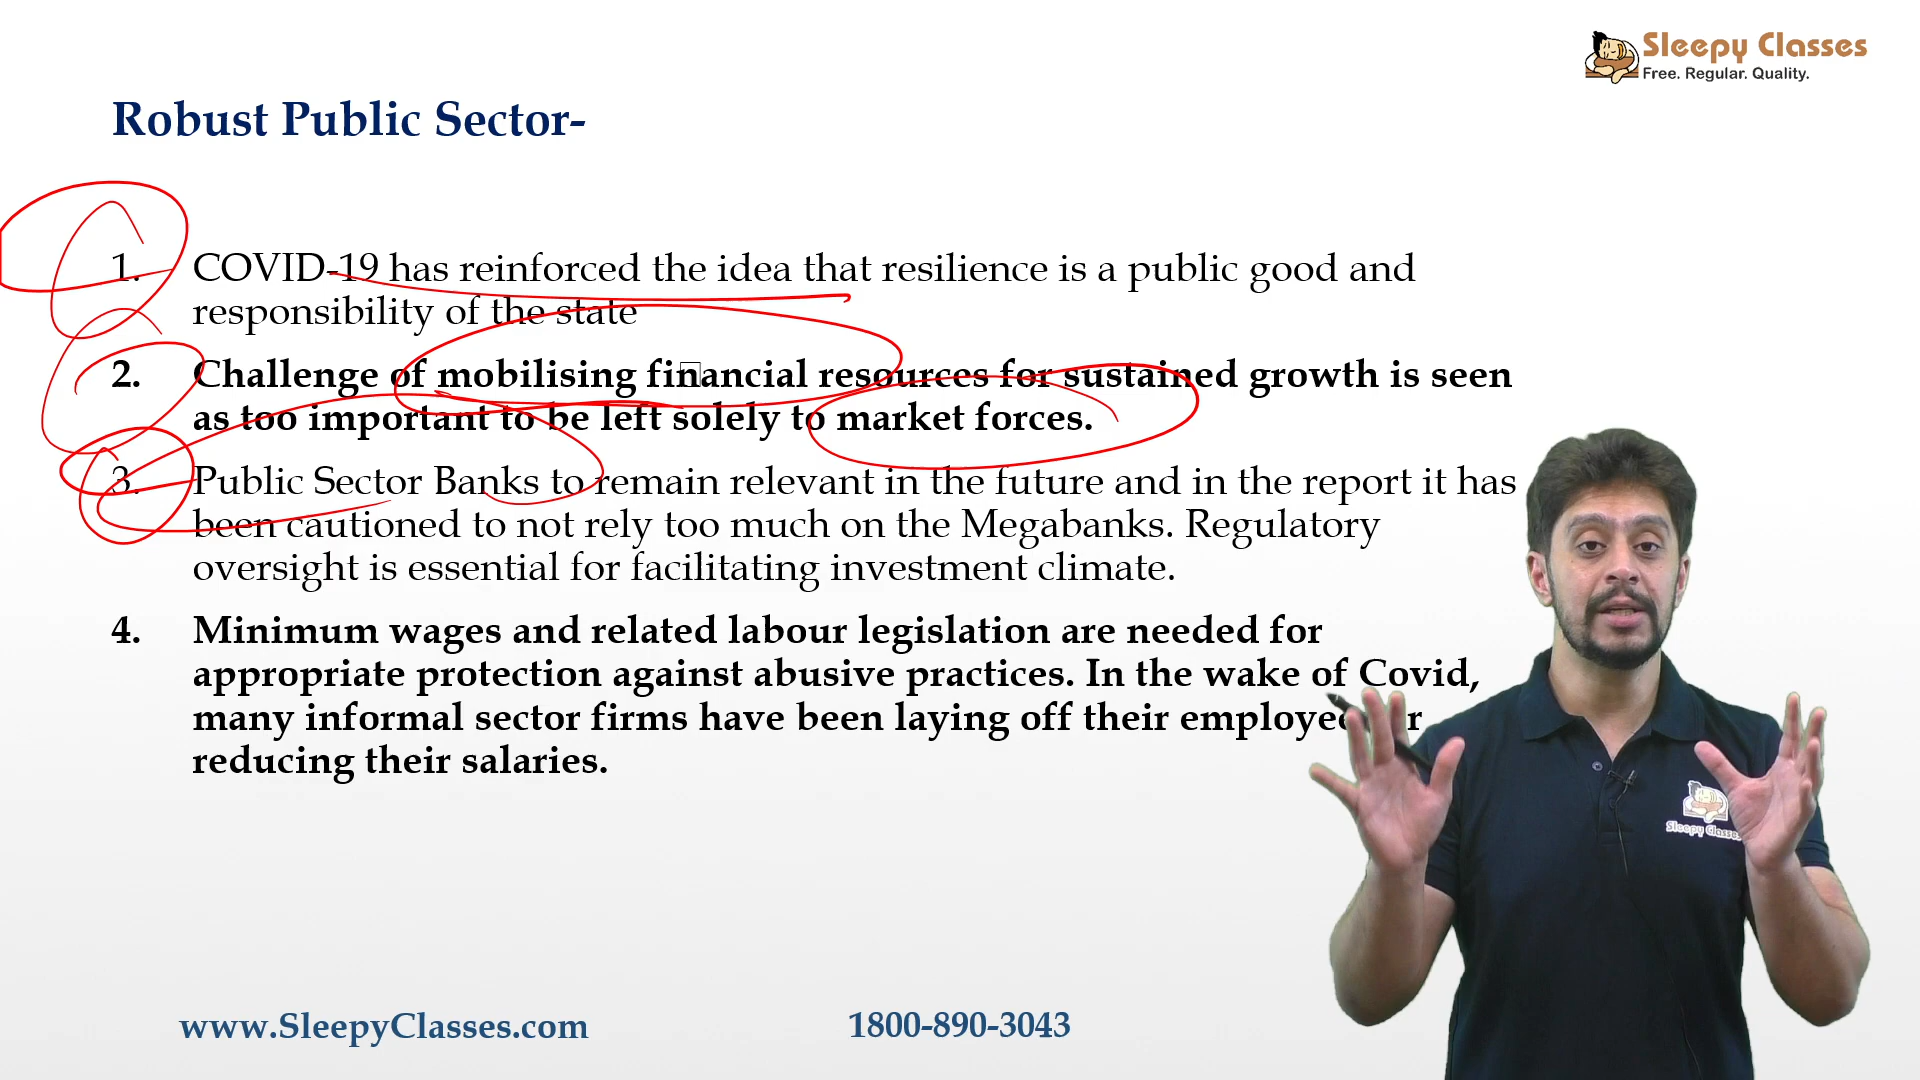 Sleepy Classes
Free. Regular. Quality.
Robust Public Sector-
1. COVID-19 has reinforced the idea that resilience is a public good and
responsibility of the state
2. Challenge of mobilising financial resources for sustained growth is seen
as too important to be left solely to market forces.
3. Public Sector Banks to remain relevant in the future and in the report it has
been cautioned to not rely too much on the Megabanks. Regulatory
oversight is essential for facilitating investment climate.
4. Minimum wages and related labour legislation are needed for
appropriate protection against abusive practices. In the wake of Covid,
many informal sector firms have been laying off their
reducing their salaries.
Sleepy Classes
www.SleepyClasses.com
1800-890-3043